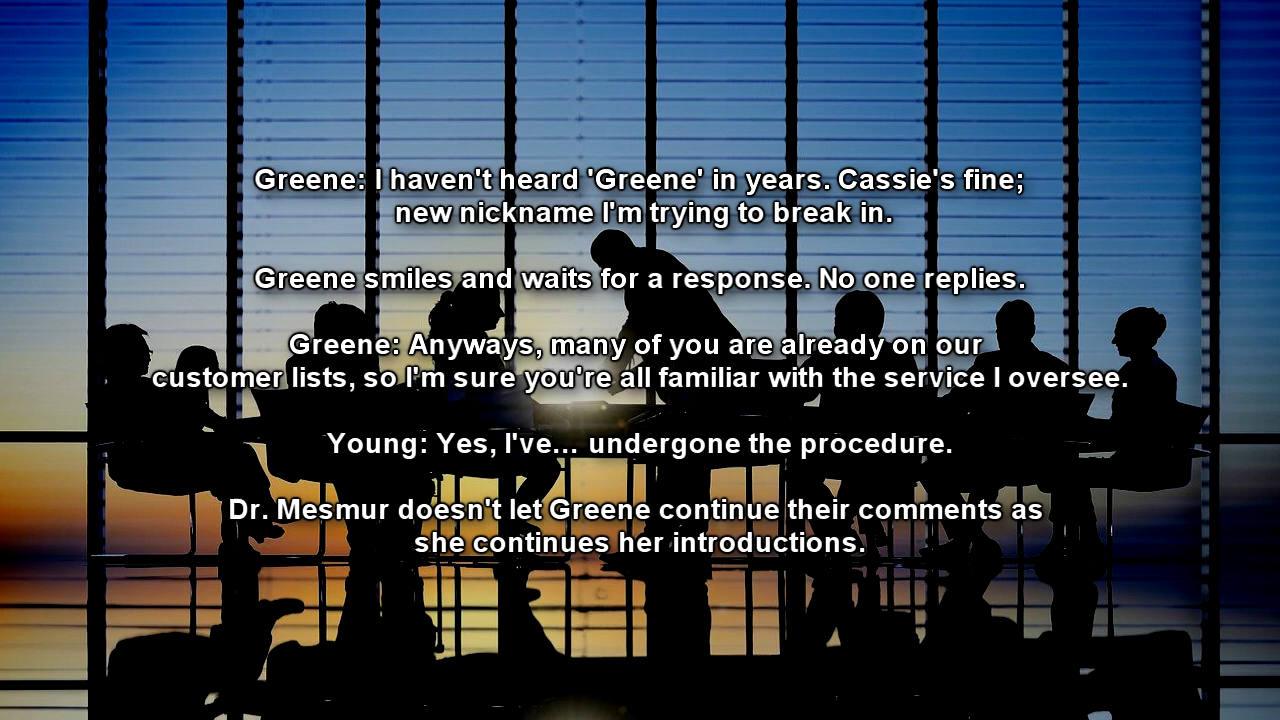 Greene: I haven't heard 'Greene' in years. Cassie's fine;
new nickname I'm trying to break in.
Greene smiles and waits for a response. No one replies.
Greene: Anyways, many of you are already on our
customer lists, so I'm sure you're all familiar with the service I oversee.
Young: Yes, I've... undergone the procedure.
Dr. Mesmur doesn't let Greene continue their comments as
she continues her introductions.